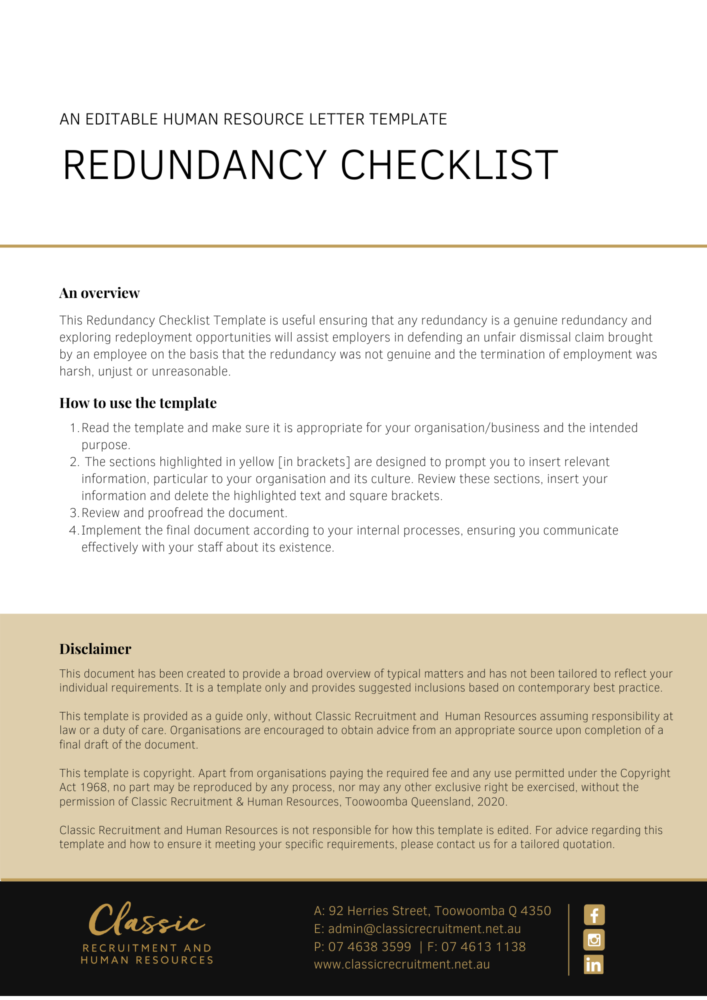 AN EDITABLE HUMAN RESOURCE LETTER TEMPLATE
REDUNDANCY CHECKLIST
An overview
This Redundancy Checklist Template is useful ensuring that any redundancy is a genuine redundancy and
exploring redeployment opportunities will assist employers in defending an unfair dismissal claim brought
by an employee on the basis that the redundancy was not genuine and the termination of employment was
harsh, unjust or unreasonable.
How to use the template
1. Read the template and make sure it is appropriate for your organisation/business and the intended
purpose.
2. The sections highlighted in yellow [in brackets] are designed to prompt you to insert relevant
information, particular to your organisation and its culture. Review these sections, insert your
information and delete the highlighted text and square brackets.
3. Review and proofread the document.
4. Implement the final document according to your internal processes, ensuring you communicate
effectively with your staff about its existence.
Disclaimer
This document has been created to provide a broad overview of typical matters and has not been tailored to reflect your
individual requirements. It is a template only and provides suggested inclusions based on contemporary best practice.
This template is provided as a guide only, without Classic Recruitment and Human Resources assuming responsibility at
law or a duty of care. Organisations are encouraged to obtain advice from an appropriate source upon completion of a
final draft of the document.
This template is copyright. Apart from organisations paying the required fee and any use permitted under the Copyright
Act 1968, no part may be reproduced by any process, nor may any other exclusive right be exercised, without the
permission of Classic Recruitment & Human Resources, Toowoomba Queensland, 2020.
Classic Recruitment and Human Resources is not responsible for how this template is edited. For advice regarding this
template and how to ensure it meeting your specific requirements, please contact us for a tailored quotation.
Classic
RECRUITMENT AND
HUMAN RESOURCES
A: 92 Herries Street, Toowoomba Q 4350
E: admin@classicrecruitment.net.au
P: 07 4638 3599 | F: 07 4613 1138
www.classicrecruitment.net.au